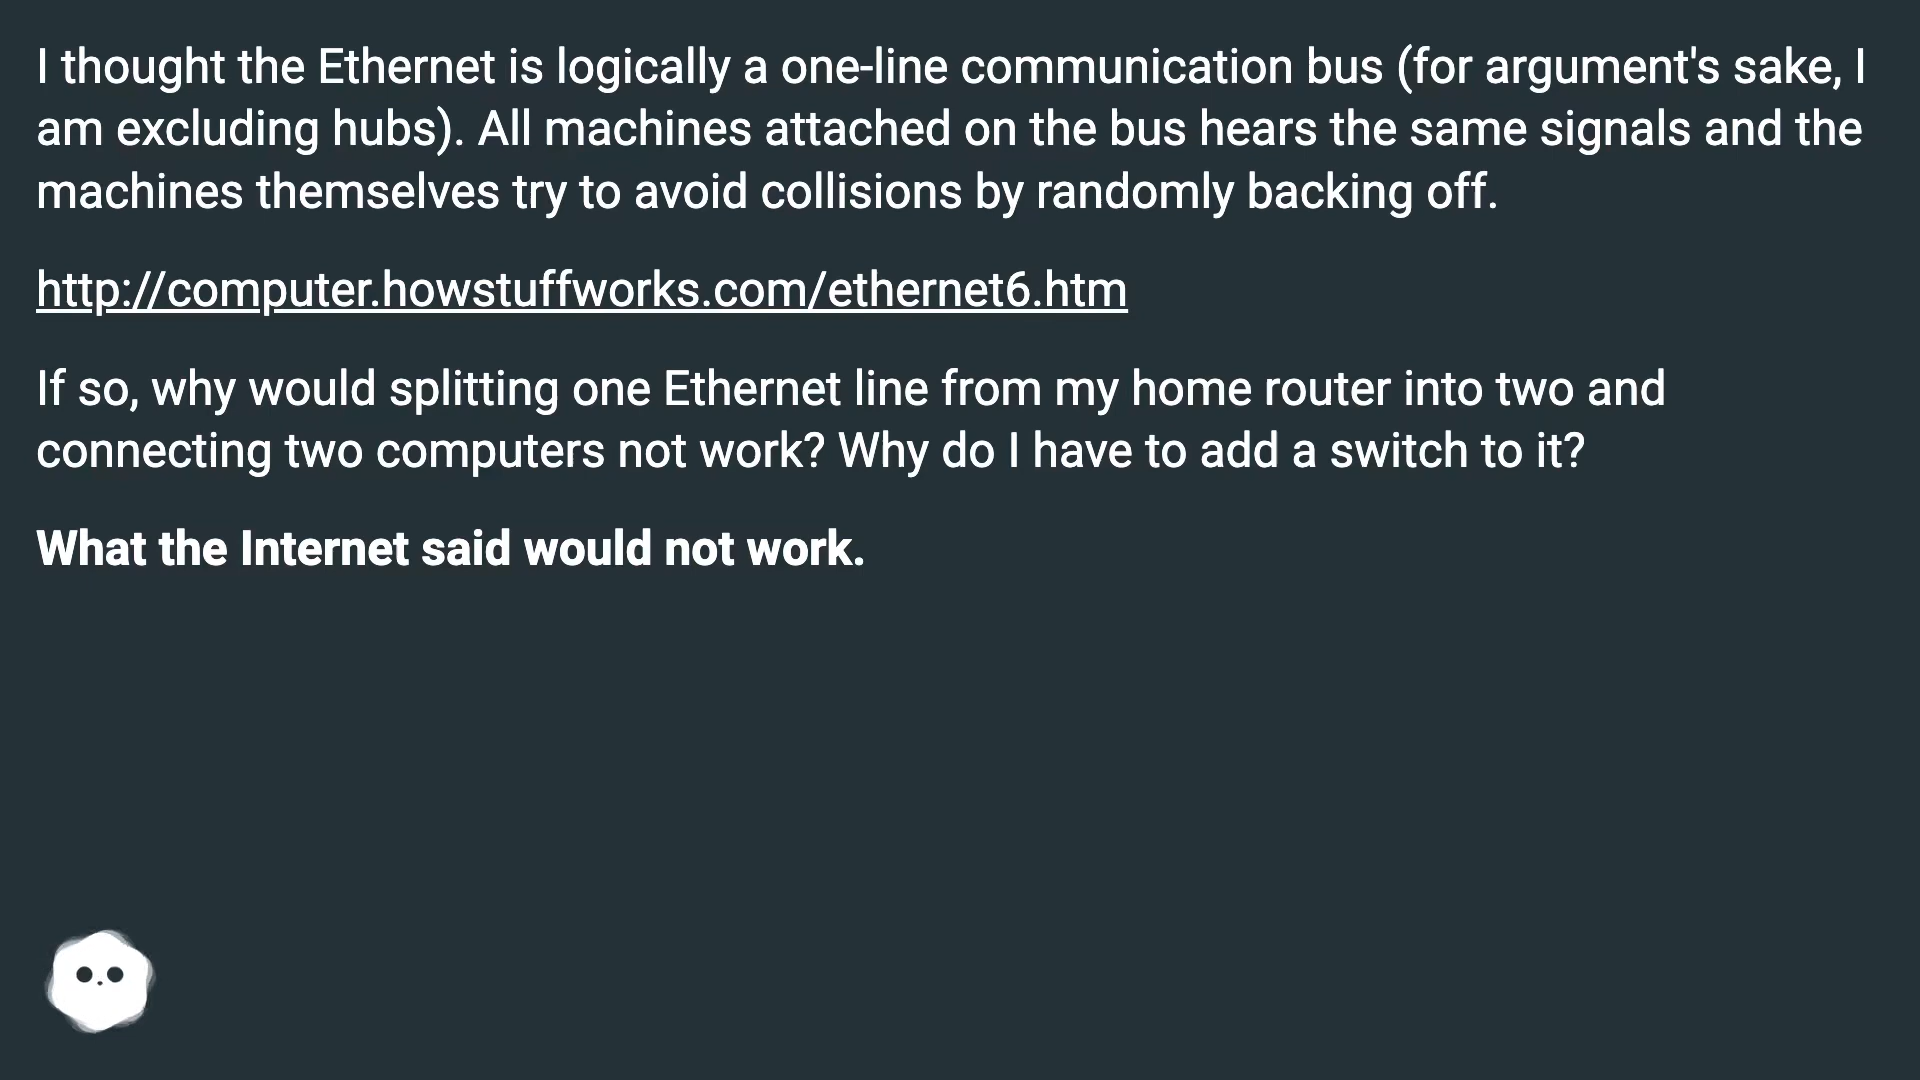 I thought the Ethernet is logically a one-line communication bus (for argument's sake, I
am excluding hubs). All machines attached on the bus hears the same signals and the
machines themselves try to avoid collisions by randomly backing off.
http://computer.howstuffworks.com/ethernet6.htm
If so, why would splitting one Ethernet line from my home router into two and
connecting two computers not work? Why do I have to add a switch to it?
What the Internet said would not work.